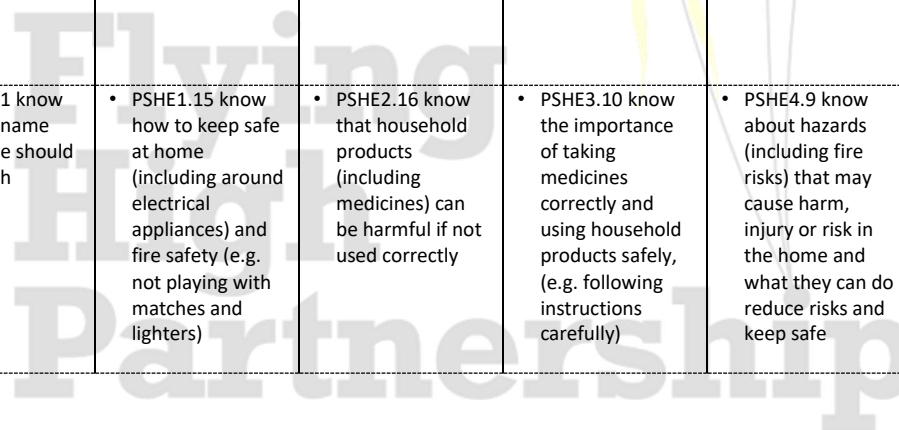 Flying
High
Partnership
1 know
name
e should
h
• PSHE1.15 know
how to keep safe
at home
(including around
electrical
appliances) and
fire safety (e.g.
not playing with
matches and
lighters)
• PSHE2.16 know
that household
products
(including
medicines) can
be harmful if not
used correctly
• PSHE3.10 know
the importance
of taking
medicines
correctly and
using household
products safely,
(e.g. following
instructions
carefully)
• PSHE4.9 know
about hazards
(including fire
risks) that may
cause harm,
injury or risk in
the home and
what they can do
reduce risks and
keep safe